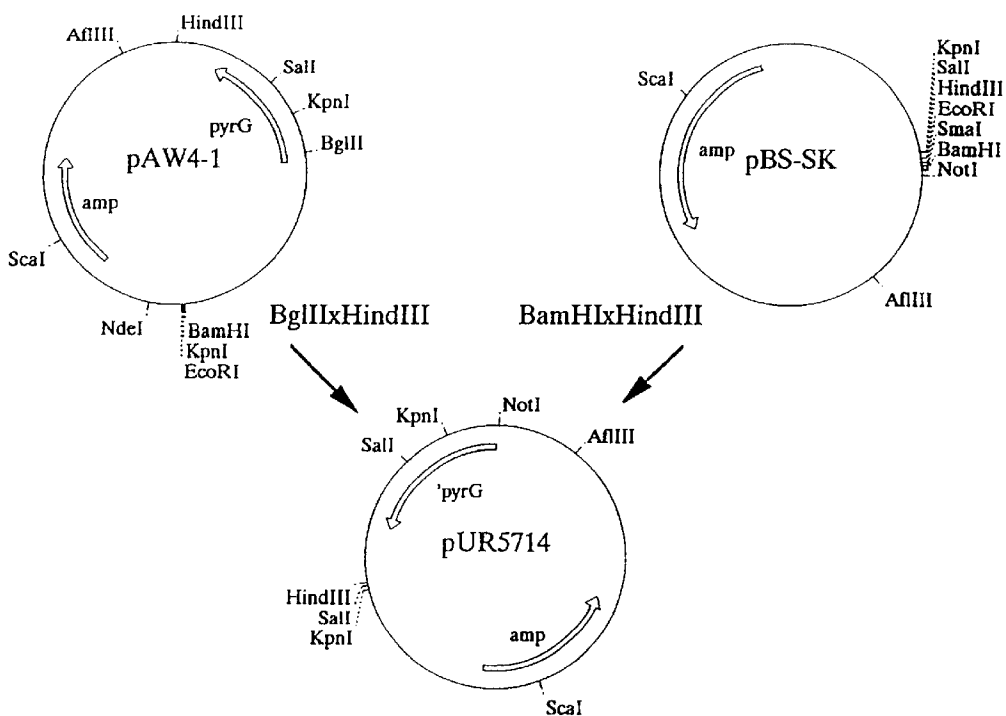 HindIII
AflIII
SalI
KpnI
pyrG
BglII
pAW4-1
amp
ScaI
NdeI
BamHI
KpnI
EcoRI
KpnI
SalI
HindIII
EcoRI
SmaI
BamHI
NotI
ScaI
amp
pBS-SK
AflIII
BglIIxHindIII
BamHIxHindIII
NotI
KpnI
AflIII
SalI
'pyrG
pUR5714
HindIII
SalI
KpnI
amp
ScaI